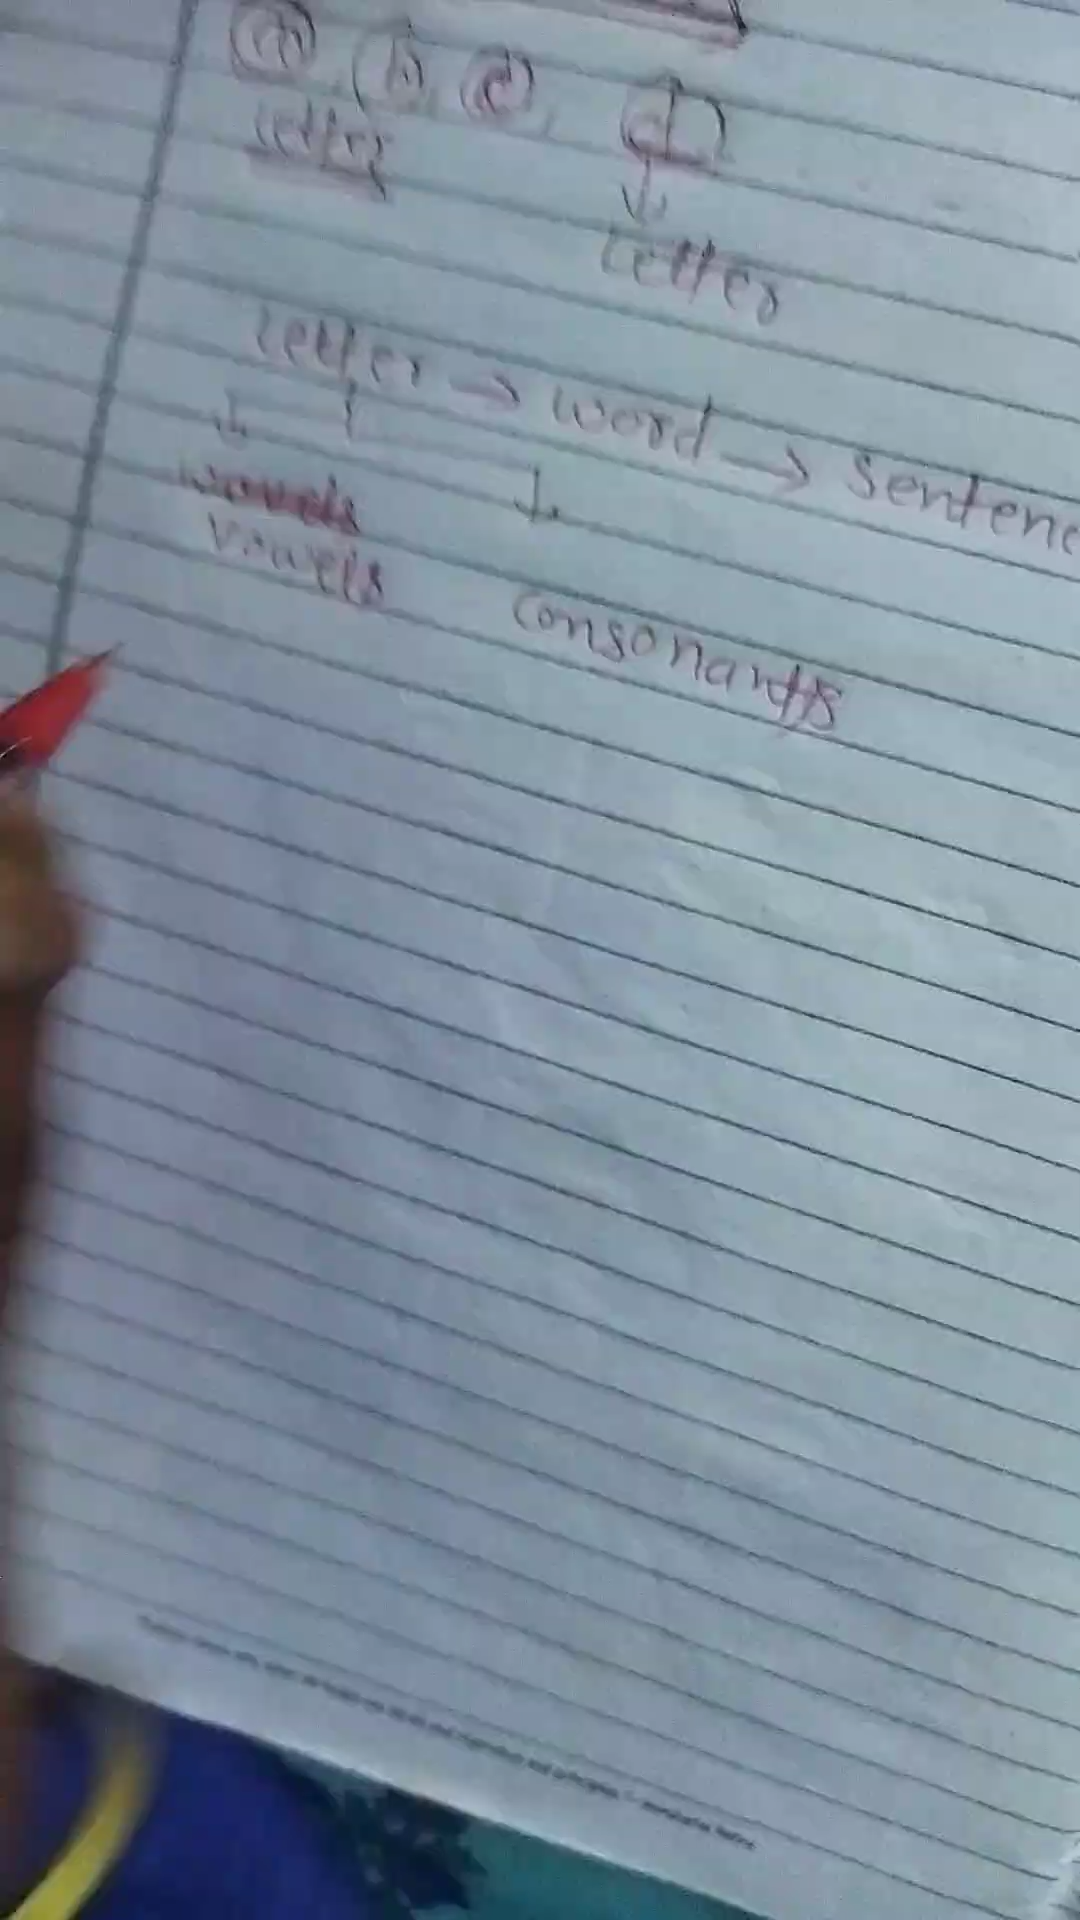 a, b, c, d
Letter
Letter
Letter → word → Sentenc
vowels
consonants